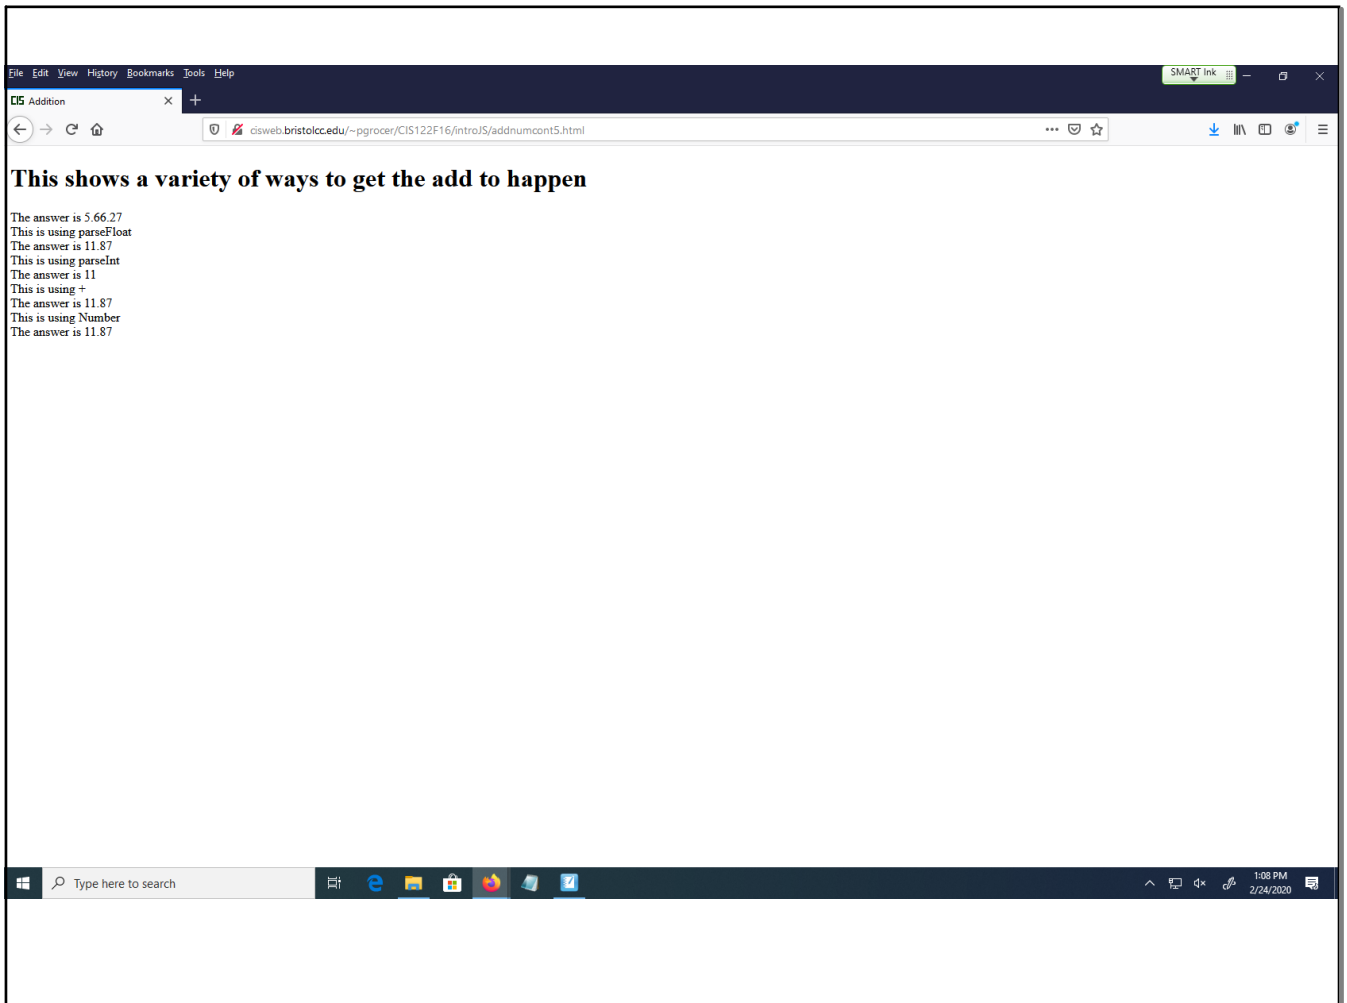 File Edit View History Bookmarks Tools Help
SMART Ink
CIS Addition
cisweb.bristolcc.edu/~pgrocer/CIS122F16/introJS/addnumcont5.html
This shows a variety of ways to get the add to happen
The answer is 5.66.27
This is using parseFloat
The answer is 11.87
This is using parseInt
The answer is 11
This is using +
The answer is 11.87
This is using Number
The answer is 11.87
Type here to search
1:08 PM
2/24/2020